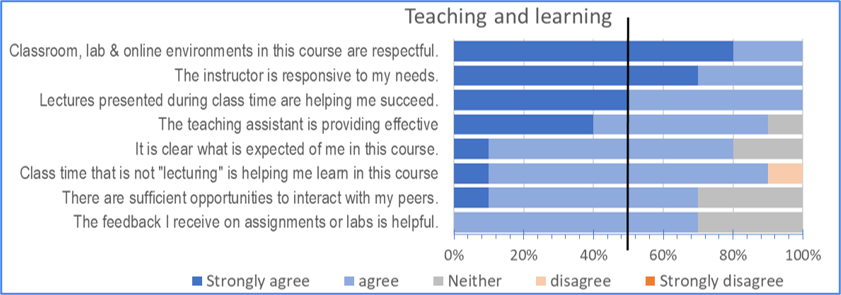 Teaching and learning
Classroom, lab & online environments in this course are respectful.
The instructor is responsive to my needs.
Lectures presented during class time are helping me succeed.
The teaching assistant is providing effective
It is clear what is expected of me in this course.
Class time that is not "lecturing" is helping me learn in this course
There are sufficient opportunities to interact with my peers.
The feedback I receive on assignments or labs is helpful.
0% 20% 40% 60% 80% 100%
Strongly agree agree Neither disagree Strongly disagree